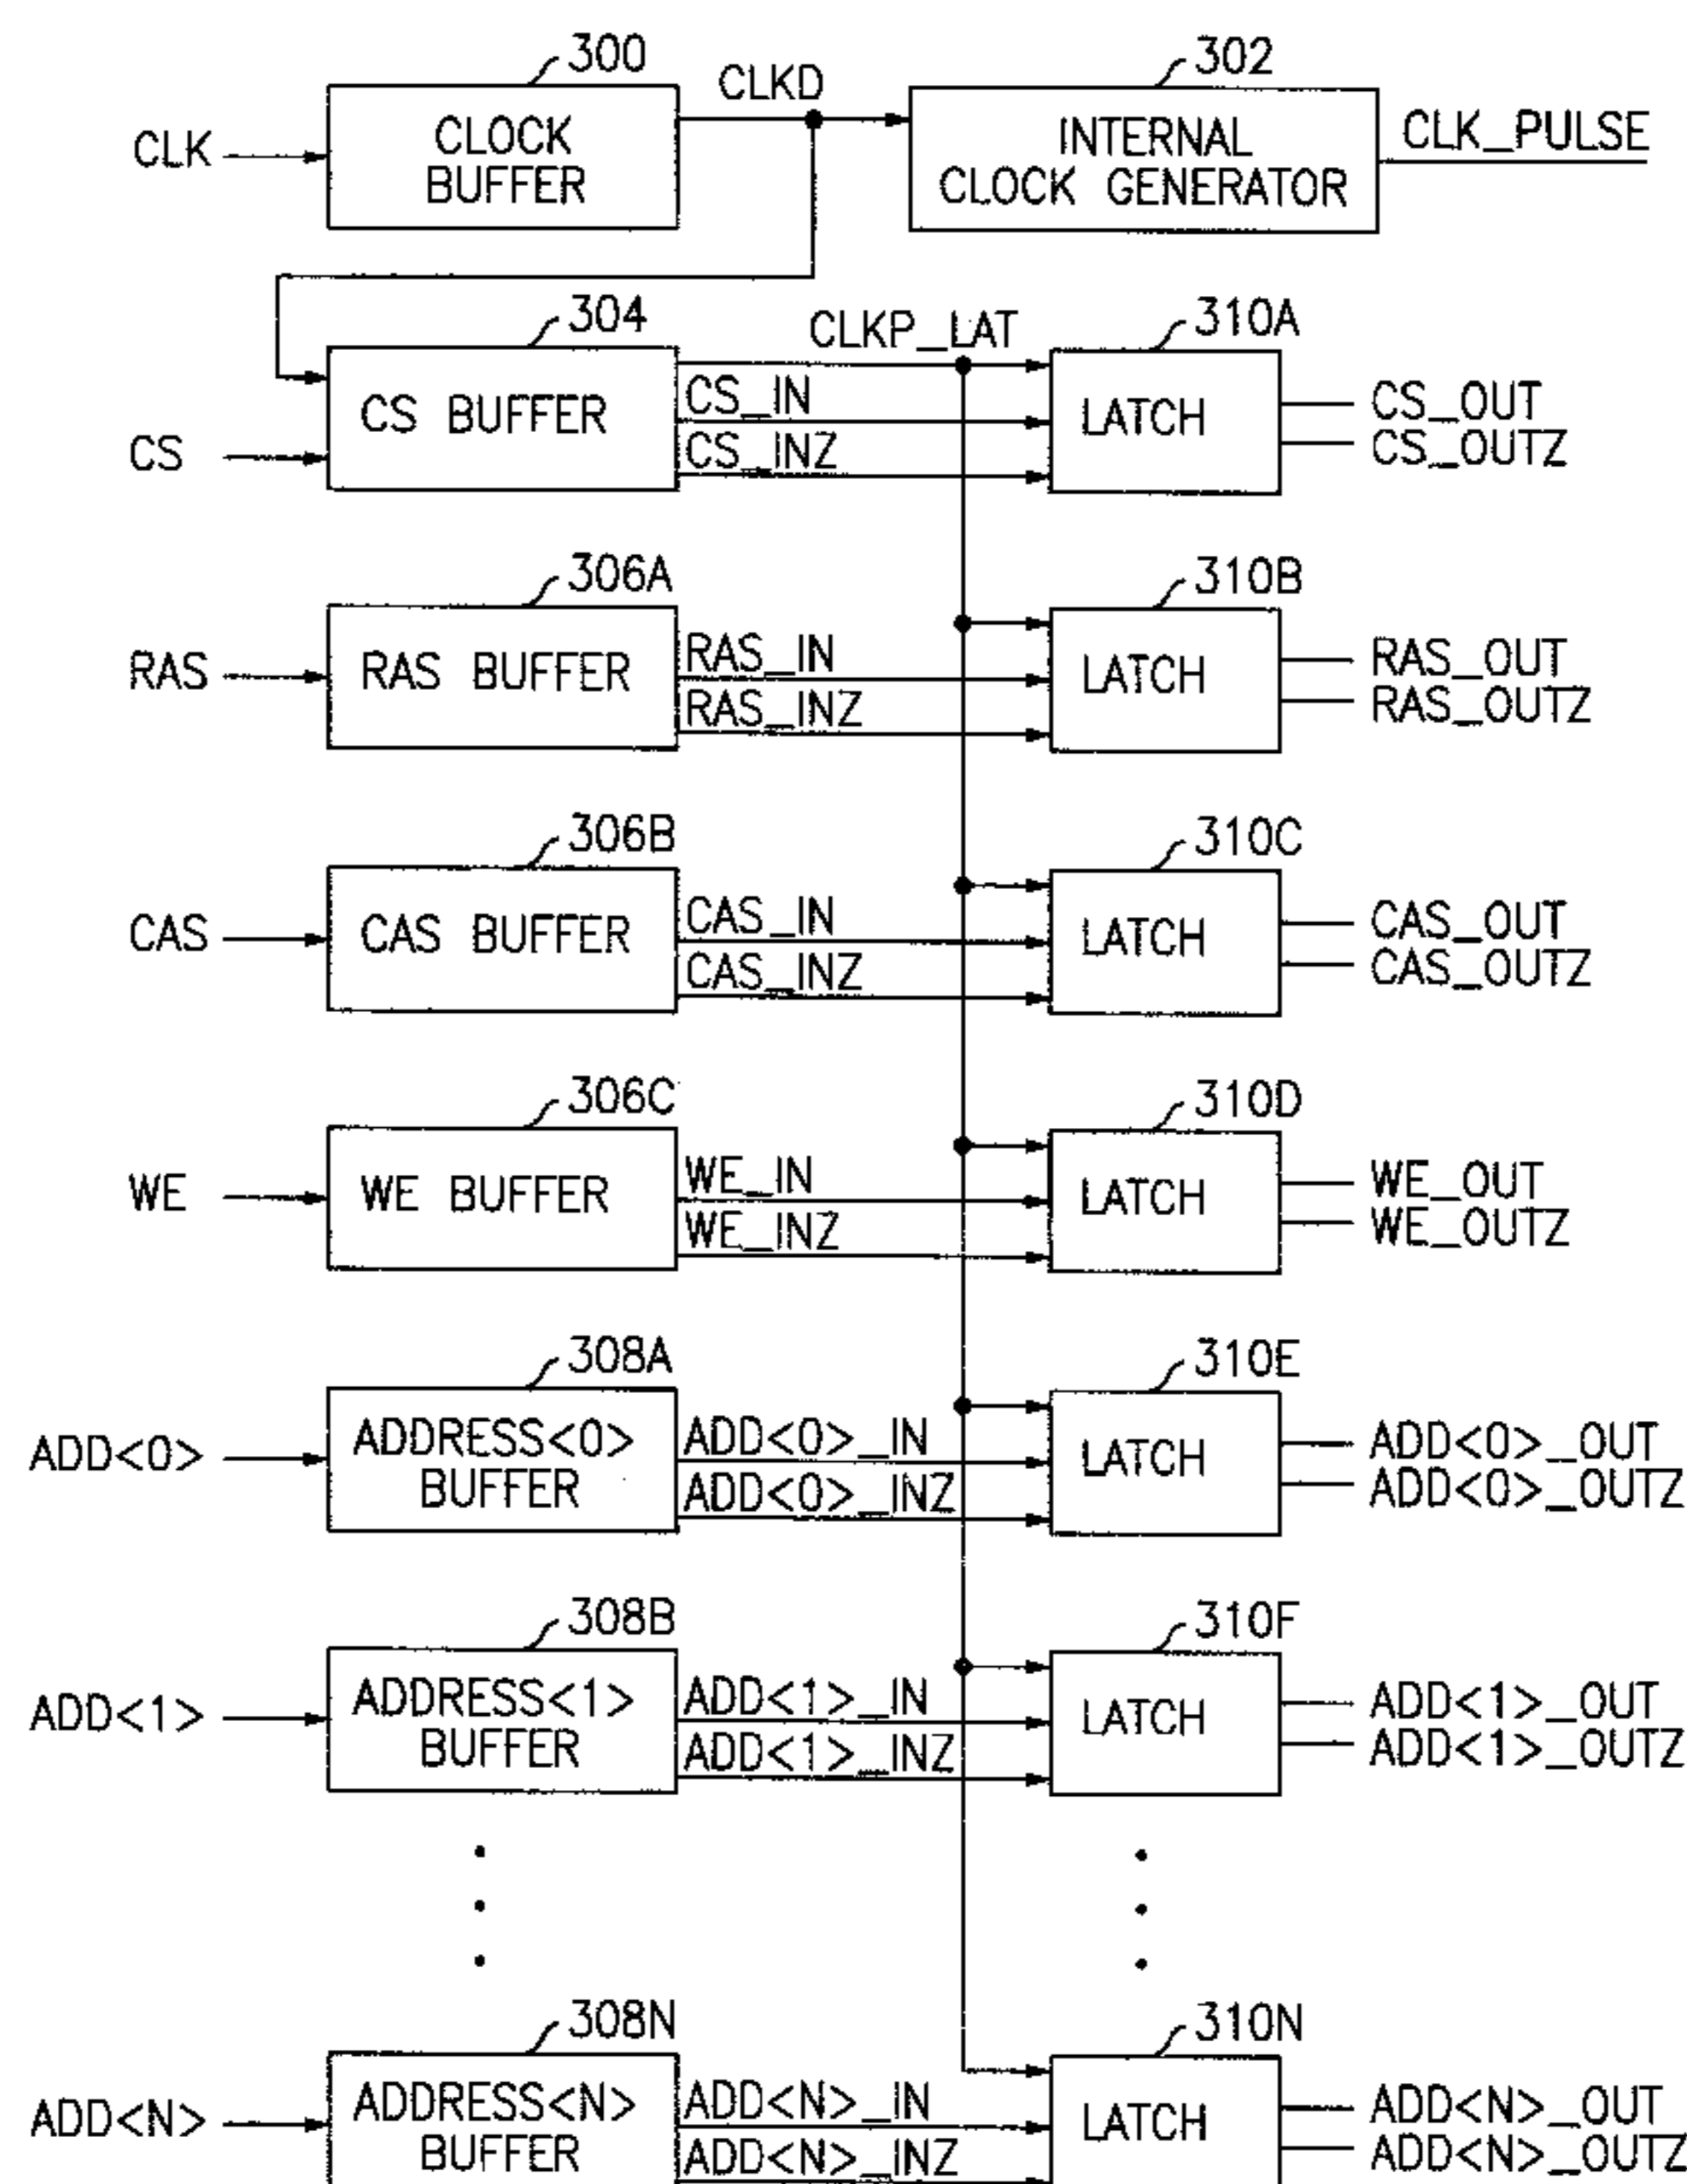 300
CLKD
302
CLK
CLOCK
BUFFER
INTERNAL
CLOCK GENERATOR
CLK_PULSE
304
CLKP_LAT
310A
CS
CS BUFFER
CS_IN
CS_INZ
LATCH
CS_OUT
CS_OUTZ
306A
310B
RAS
RAS BUFFER
RAS_IN
RAS_INZ
LATCH
RAS_OUT
RAS_OUTZ
306B
310C
CAS
CAS BUFFER
CAS_IN
CAS_INZ
LATCH
CAS_OUT
CAS_OUTZ
306C
310D
WE
WE BUFFER
WE_IN
WE_INZ
LATCH
WE_OUT
WE_OUTZ
308A
310E
ADD<0>
ADDRESS<0>
BUFFER
ADD<0>_IN
ADD<0>_INZ
LATCH
ADD<0>_OUT
ADD<0>_OUTZ
308B
310F
ADD<1>
ADDRESS<1>
BUFFER
ADD<1>_IN
ADD<1>_INZ
LATCH
ADD<1>_OUT
ADD<1>_OUTZ
308N
310N
ADD<N>
ADDRESS<N>
BUFFER
ADD<N>_IN
ADD<N>_INZ
LATCH
ADD<N>_OUT
ADD<N>_OUTZ